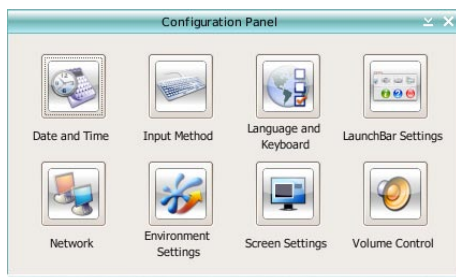 Configuration Panel
Date and Time
Input Method
Language and
Keyboard
LaunchBar Settings
Network
Environment
Settings
Screen Settings
Volume Control